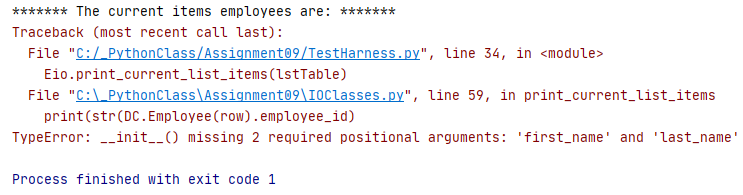 ******* The current items employees are: *******
Traceback (most recent call last):
  File "C:/_PythonClass/Assignment09/TestHarness.py", line 34, in <module>
    Eio.print_current_list_items(lstTable)
  File "C:\_PythonClass\Assignment09\IOClasses.py", line 59, in print_current_list_items
    print(str(DC.Employee(row).employee_id)
TypeError: __init__() missing 2 required positional arguments: 'first_name' and 'last_name'
Process finished with exit code 1